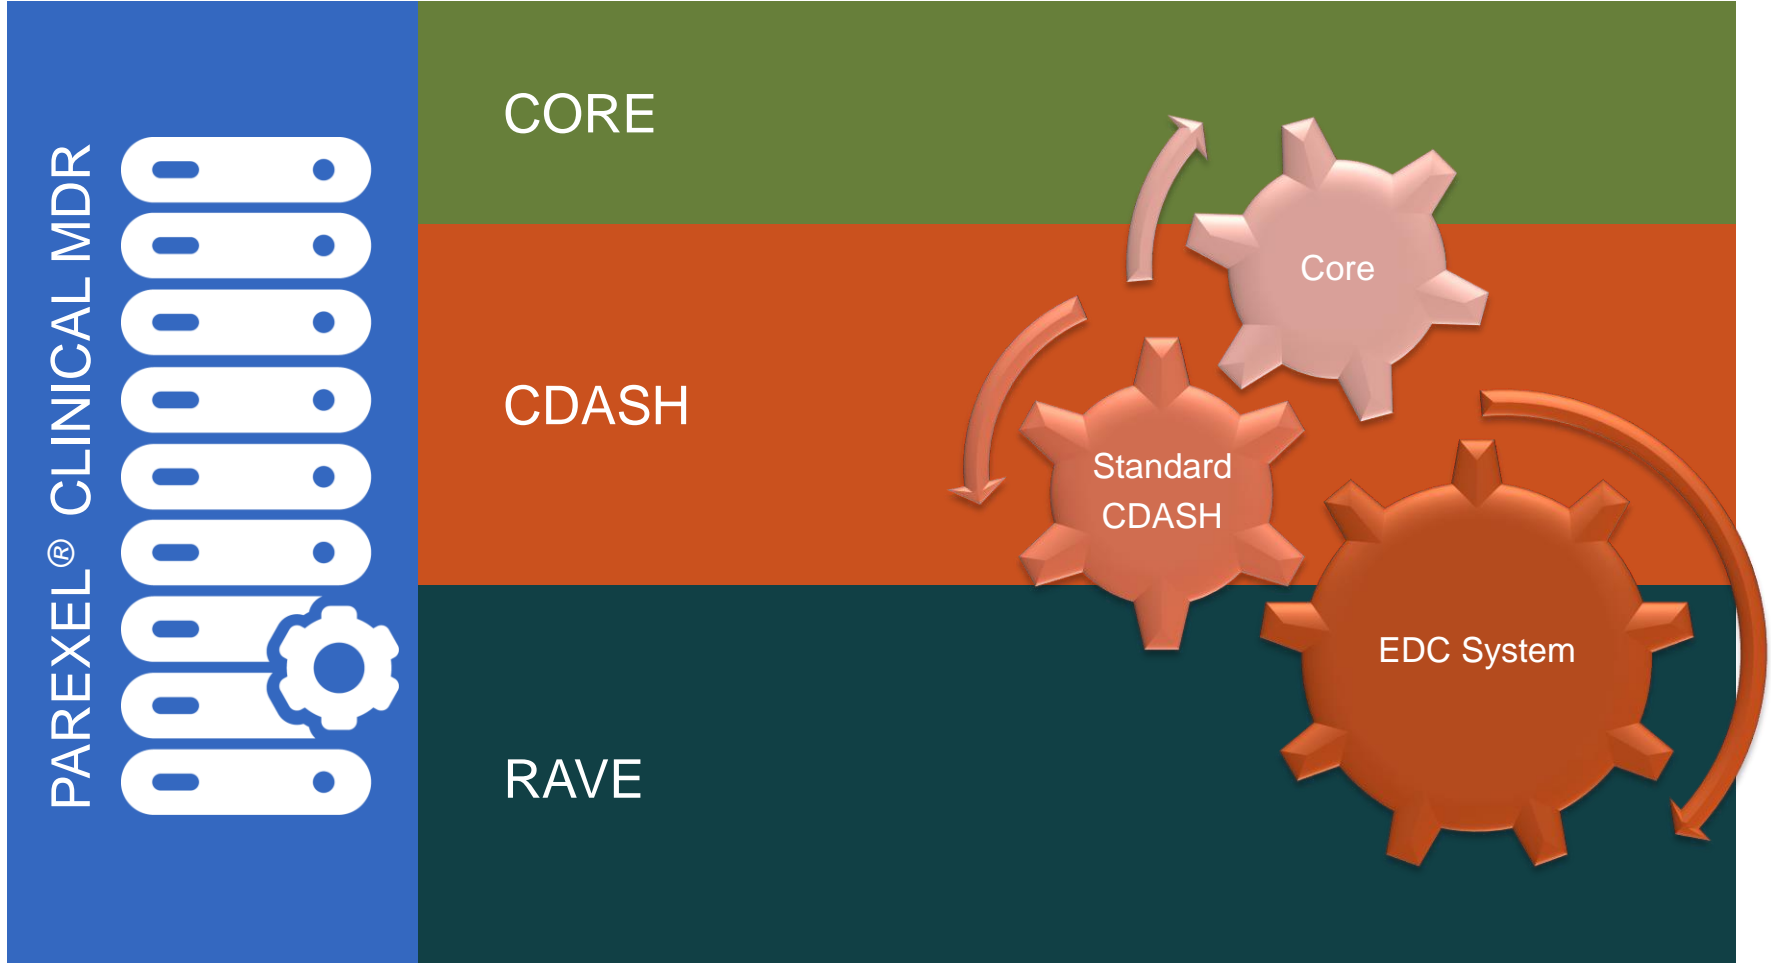 PAREXEL® CLINICAL MDR
CORE
Core
CDASH
Standard
CDASH
EDC System
RAVE